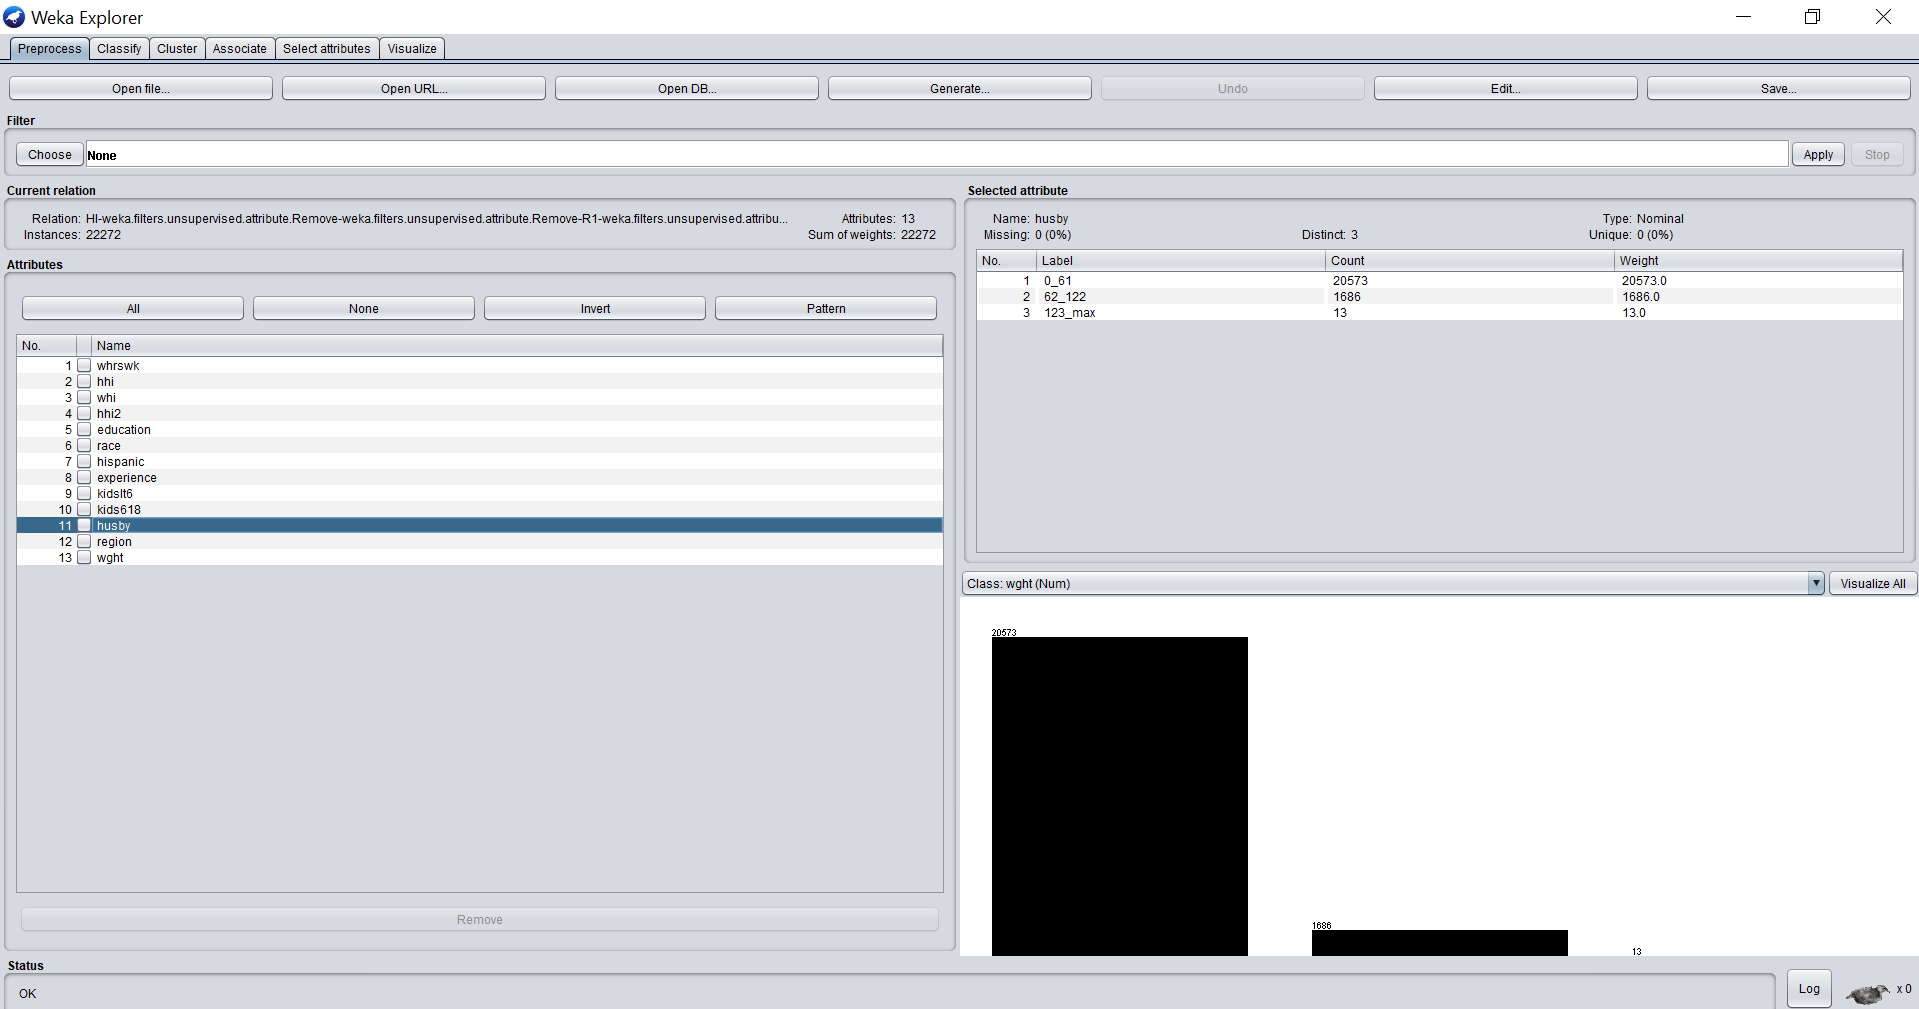 Weka Explorer
Preprocess Classify Cluster Associate Select attributes Visualize
Open file... Open URL... Open DB... Generate... Undo Edit... Save...
Filter
Choose None Apply Stop
Current relation
Relation: HI-weka.filters.unsupervised.attribute.Remove-weka.filters.unsupervised.attribute.Remove-R1-weka.filters.unsupervised.attribu... Attributes: 13
Instances: 22272 Sum of weights: 22272
Attributes
All None Invert Pattern
No. Name
1 whrswk
2 hhi
3 whi
4 hhi2
5 education
6 race
7 hispanic
8 experience
9 kidslt6
10 kids618
11 husby
12 region
13 wght
Remove
Selected attribute
Name: husby Type: Nominal
Missing: 0 (0%) Distinct: 3 Unique: 0 (0%)
No. Label Count Weight
1 0_61 20573 20573.0
2 62_122 1686 1686.0
3 123_max 13 13.0
Class: wght (Num) Visualize All
20573
1686
13
Status
OK
Log x 0